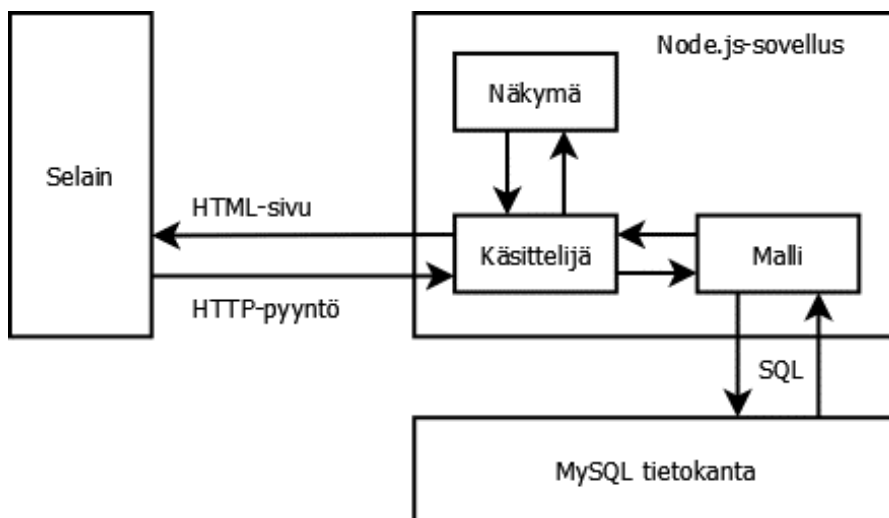 Node.js-sovellus
Näkymä
Selain
HTML-sivu
Käsittelijä
Malli
HTTP-pyyntö
SQL
MySQL tietokanta